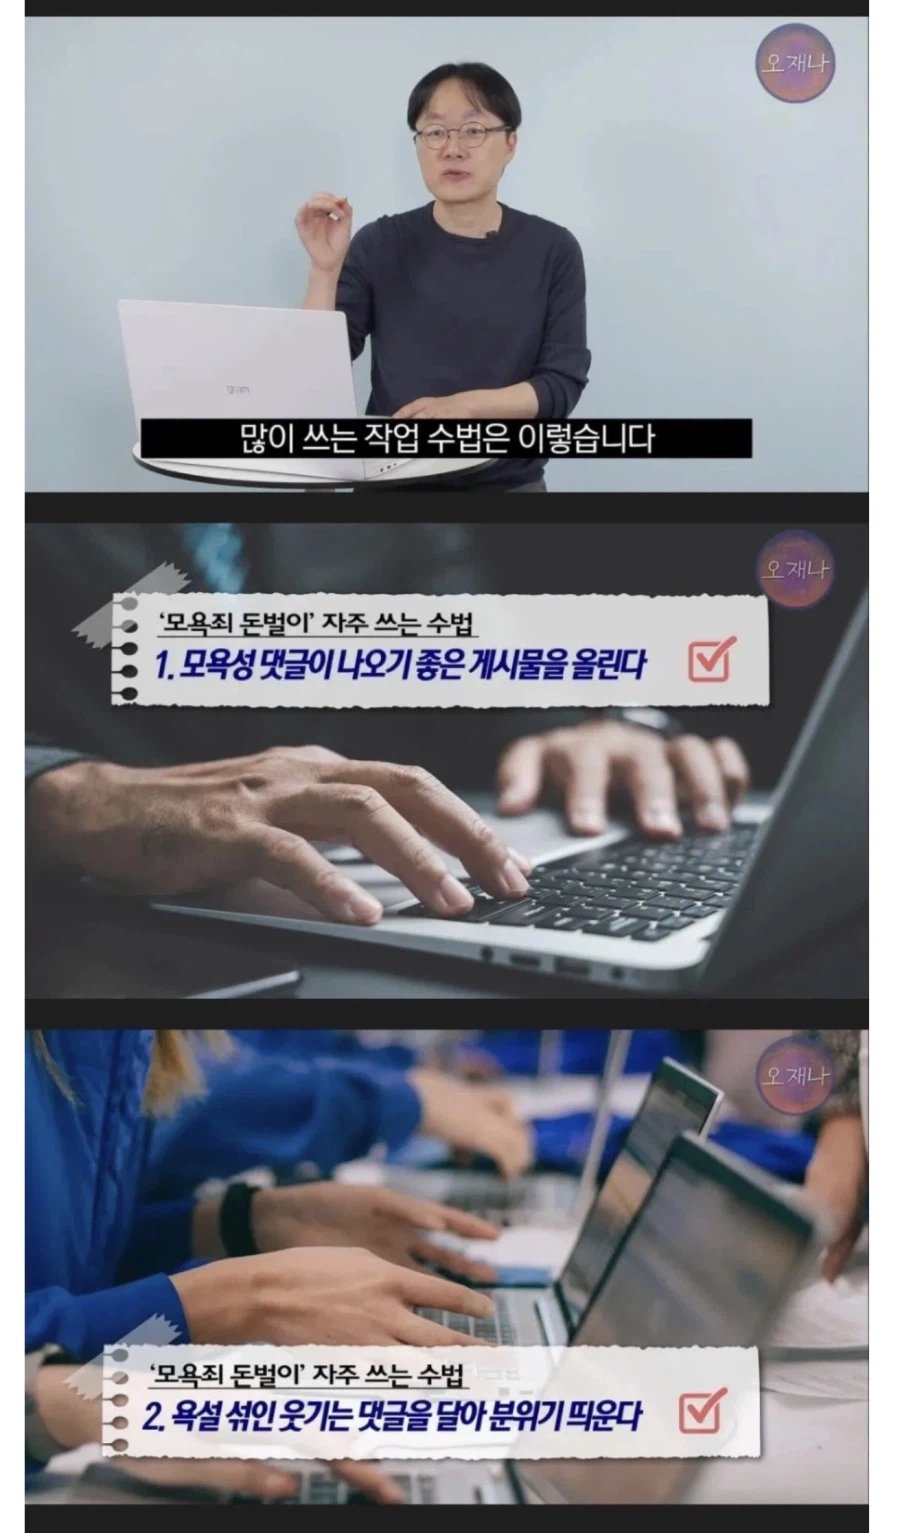 오재나
gram
많이 쓰는 작업 수법은 이렇습니다
오재나
‘모욕죄 돈벌이’ 자주 쓰는 수법
1. 모욕성 댓글이 나오기 좋은 게시물을 올린다
오재나
‘모욕죄 돈벌이’ 자주 쓰는 수법
2. 욕설 섞인 웃기는 댓글을 달아 분위기 띄운다